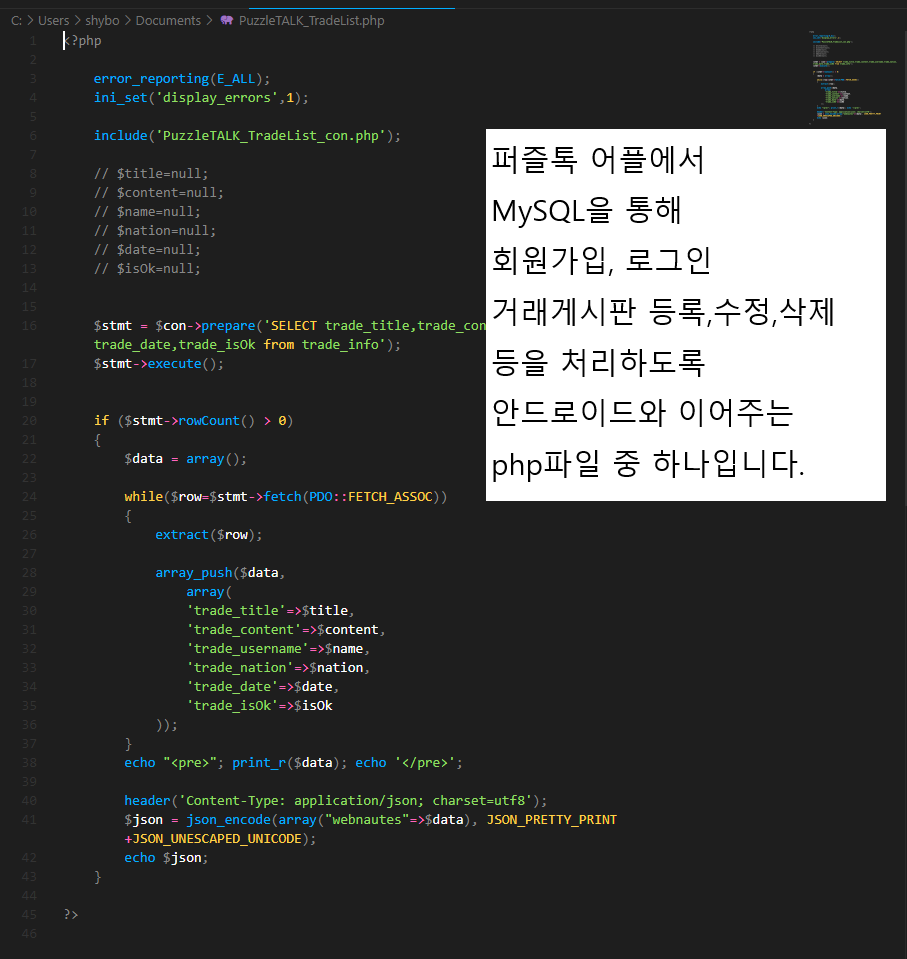 C: > Users > shybo > Documents > PuzzleTALK_TradeList.php
1 <?php
2
3 error_reporting(E_ALL);
4 ini_set('display_errors',1);
5
6 include('PuzzleTALK_TradeList_con.php');
7
8 // $title=null;
9 // $content=null;
10 // $name=null;
11 // $nation=null;
12 // $date=null;
13 // $isOk=null;
14
15
16 $stmt = $con->prepare('SELECT trade_title,trade_con
trade_date,trade_isOk from trade_info');
17 $stmt->execute();
18
19
20 if ($stmt->rowCount() > 0)
21 {
22 $data = array();
23
24 while($row=$stmt->fetch(PDO::FETCH_ASSOC))
25 {
26 extract($row);
27
28 array_push($data,
29 array(
30 'trade_title'=>$title,
31 'trade_content'=>$content,
32 'trade_username'=>$name,
33 'trade_nation'=>$nation,
34 'trade_date'=>$date,
35 'trade_isOk'=>$isOk
36 ));
37 }
38 echo "<pre>"; print_r($data); echo '</pre>';
39
40 header('Content-Type: application/json; charset=utf8');
41 $json = json_encode(array("webnautes"=>$data), JSON_PRETTY_PRINT
+JSON_UNESCAPED_UNICODE);
42 echo $json;
43 }
44
45 ?>
46
퍼즐톡 어플에서
MySQL을 통해
회원가입, 로그인
거래게시판 등록,수정,삭제
등을 처리하도록
안드로이드와 이어주는
php파일 중 하나입니다.